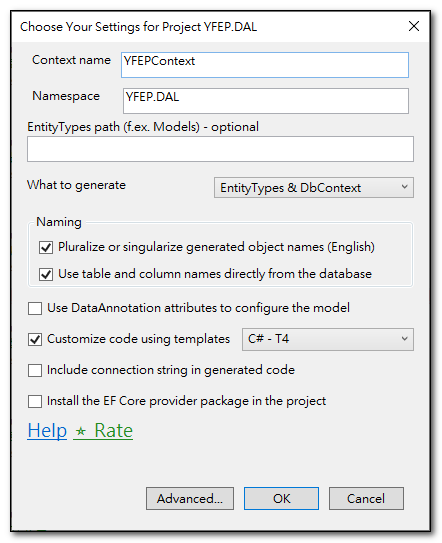 Choose Your Settings for Project YFEP.DAL
Context name YFEPContext
Namespace YFEP.DAL
EntityTypes path (f.ex. Models) - optional
What to generate EntityTypes & DbContext
Naming
Pluralize or singularize generated object names (English)
Use table and column names directly from the database
Use DataAnnotation attributes to configure the model
Customize code using templates C# - T4
Include connection string in generated code
Install the EF Core provider package in the project
Help ★ Rate
Advanced... OK Cancel